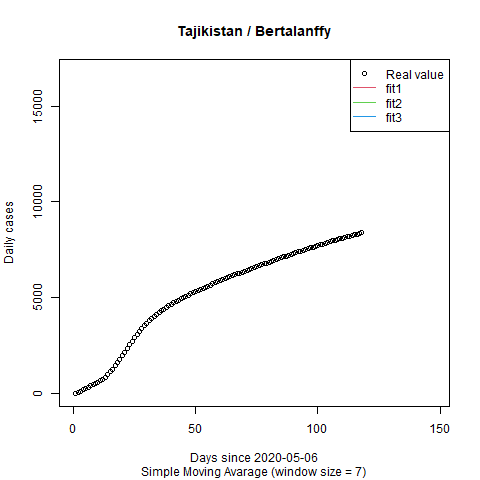 Tajikistan / Bertalanffy
Real value
fit1
fit2
fit3
Daily cases
15000
10000
5000
0
0 50 100 150
Days since 2020-05-06
Simple Moving Avarage (window size = 7)